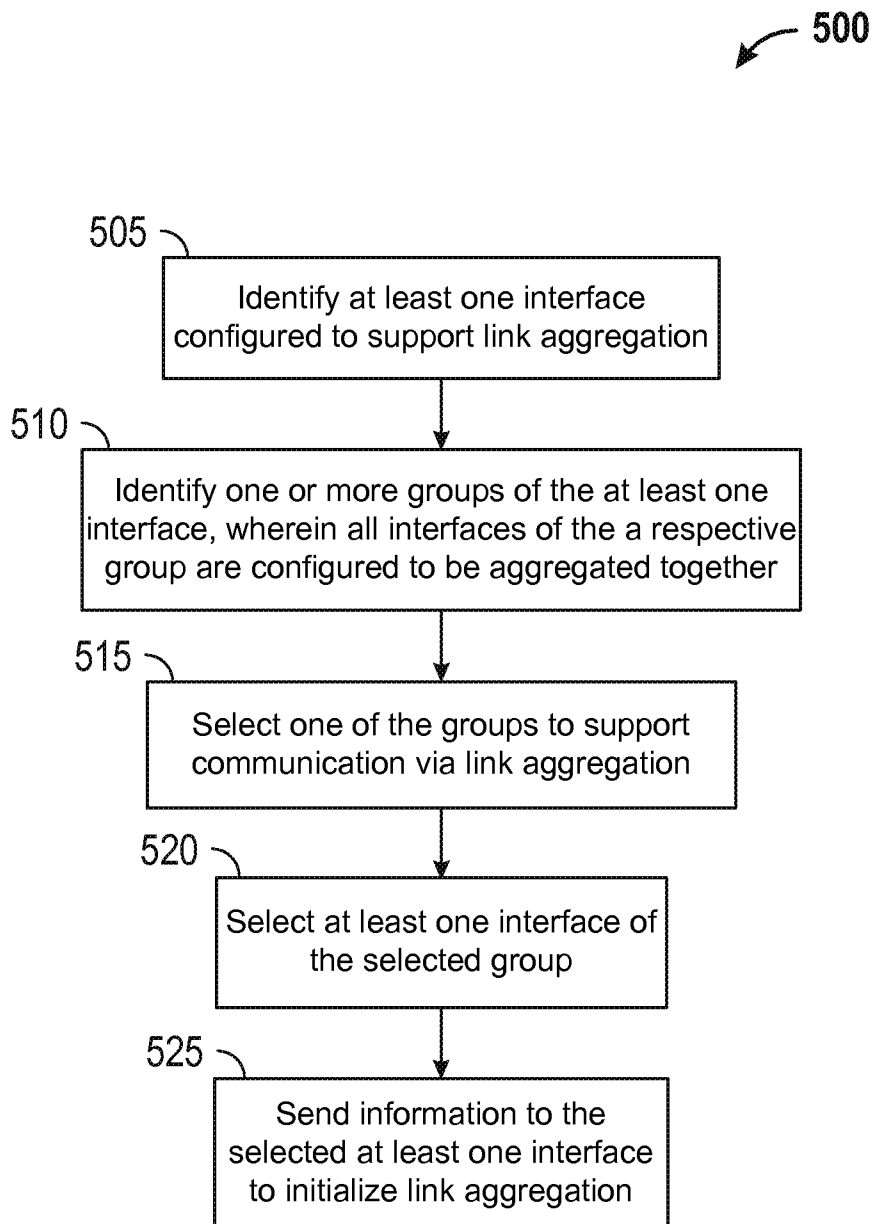 500
505
Identify at least one interface
configured to support link aggregation
510
Identify one or more groups of the at least one
interface, wherein all interfaces of the a respective
group are configured to be aggregated together
515
Select one of the groups to support
communication via link aggregation
520
Select at least one interface of
the selected group
525
Send information to the
selected at least one interface
to initialize link aggregation